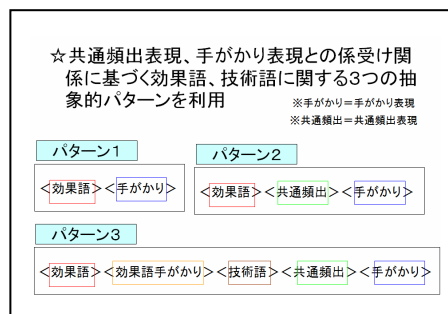 ☆共通頻出表現、手がかり表現との係受け関
係に基づく効果語、技術語に関する3つの抽
象的パターンを利用
※手がかり=手がかり表現
※共通頻出=共通頻出表現
パターン1
<効果語><手がかり>
パターン2
<効果語><共通頻出><手がかり>
パターン3
<効果語><効果語手がかり><技術語><共通頻出><手がかり>